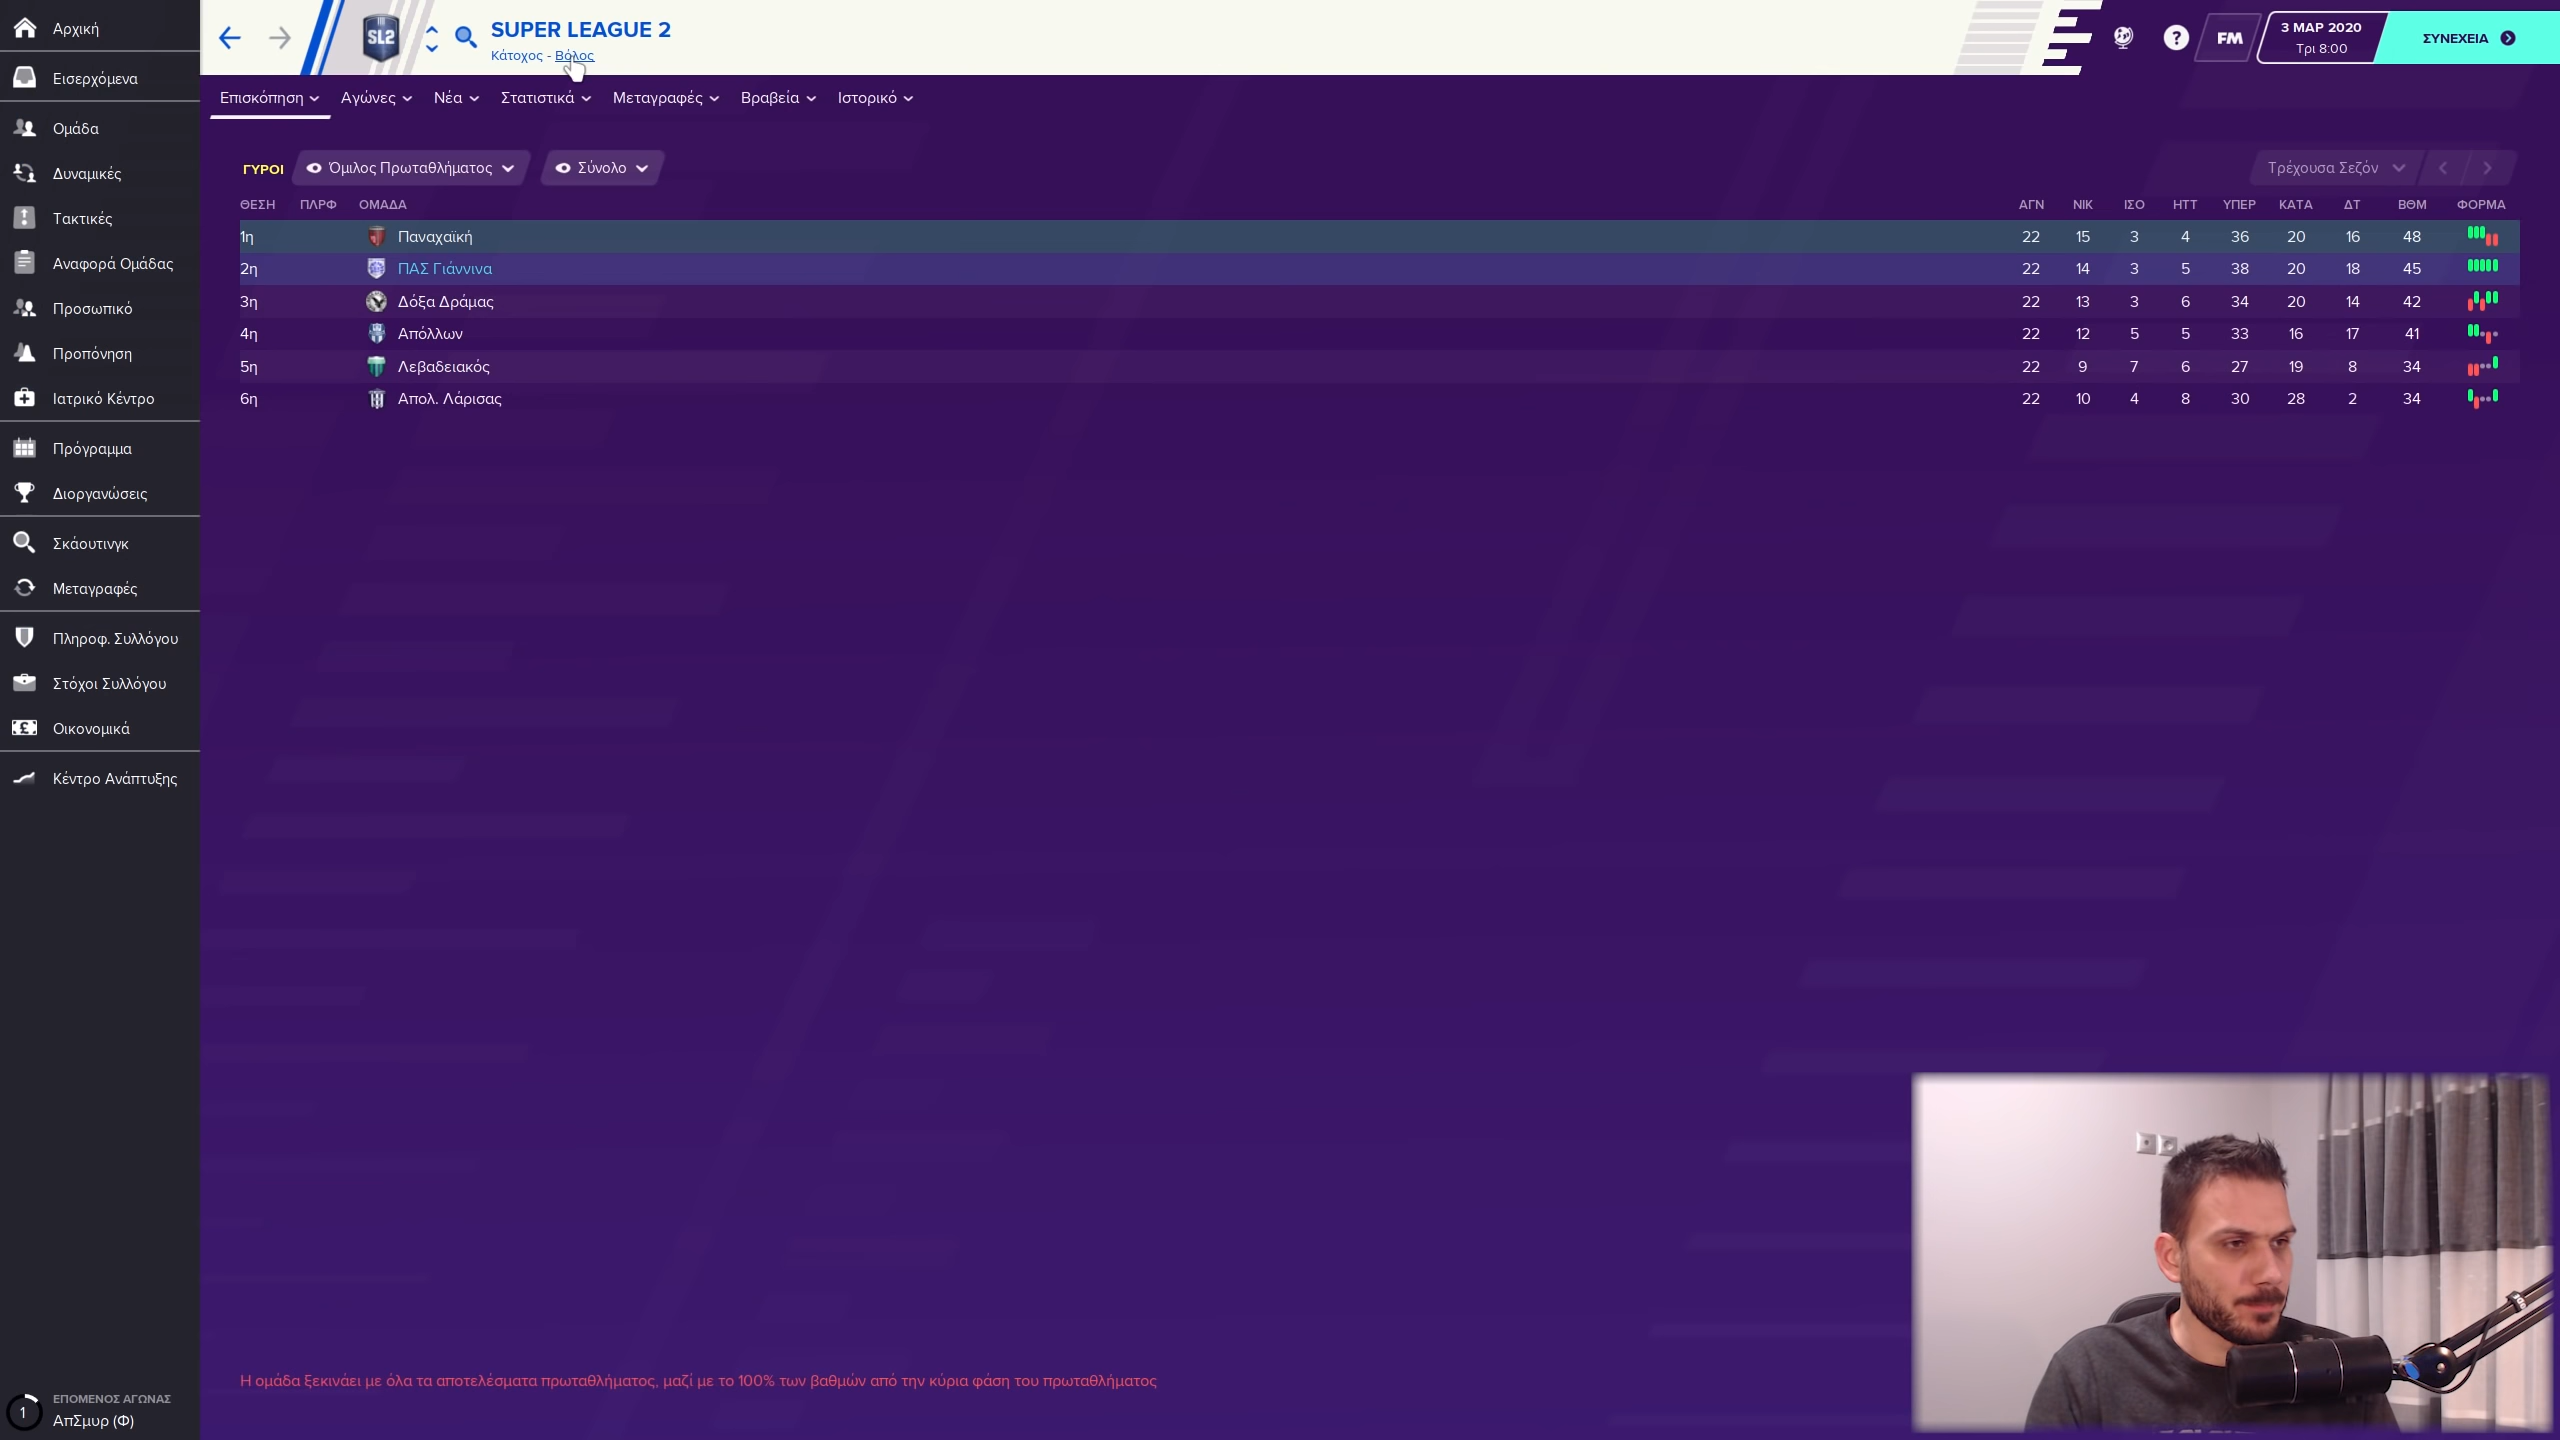 Αρχική
Εισερχόμενα
Ομάδα
Δυναμικές
Τακτικές
Αναφορά Ομάδας
Προσωπικό
Προπόνηση
Ιατρικό Κέντρο
Πρόγραμμα
Διοργανώσεις
Σκάουτινγκ
Μεταγραφές
Πληροφ. Συλλόγου
Στόχοι Συλλόγου
Οικονομικά
Κέντρο Ανάπτυξης
1 ΕΠΟΜΕΝΟΣ ΑΓΩΝΑΣ
ΑπΣμυρ (Φ)
SL2 SUPER LEAGUE 2
Κάτοχος - Βόλος
? FM 3 ΜΑΡ 2020
Τρι 8:00
ΣΥΝΕΧΕΙΑ
Επισκόπηση Αγώνες Νέα Στατιστικά Μεταγραφές Βραβεία Ιστορικό
ΓΥΡΟΙ Όμιλος Πρωταθλήματος Σύνολο Τρέχουσα Σεζόν
ΘΕΣΗ ΠΛΡΦ ΟΜΑΔΑ ΑΓΝ ΝΙΚ ΙΣΟ ΗΤΤ ΥΠΕΡ ΚΑΤΑ ΔΤ ΒΘΜ ΦΟΡΜΑ
1η Παναχαϊκή 22 15 3 4 36 20 16 48
2η ΠΑΣ Γιάννινα 22 14 3 5 38 20 18 45
3η Δόξα Δράμας 22 13 3 6 34 20 14 42
4η Απόλλων 22 12 5 5 33 16 17 41
5η Λεβαδειακός 22 9 7 6 27 19 8 34
6η Απολ. Λάρισας 22 10 4 8 30 28 2 34
Η ομάδα ξεκινάει με όλα τα αποτελέσματα πρωταθλήματος, μαζί με το 100% των βαθμών από την κύρια φάση του πρωταθλήματος